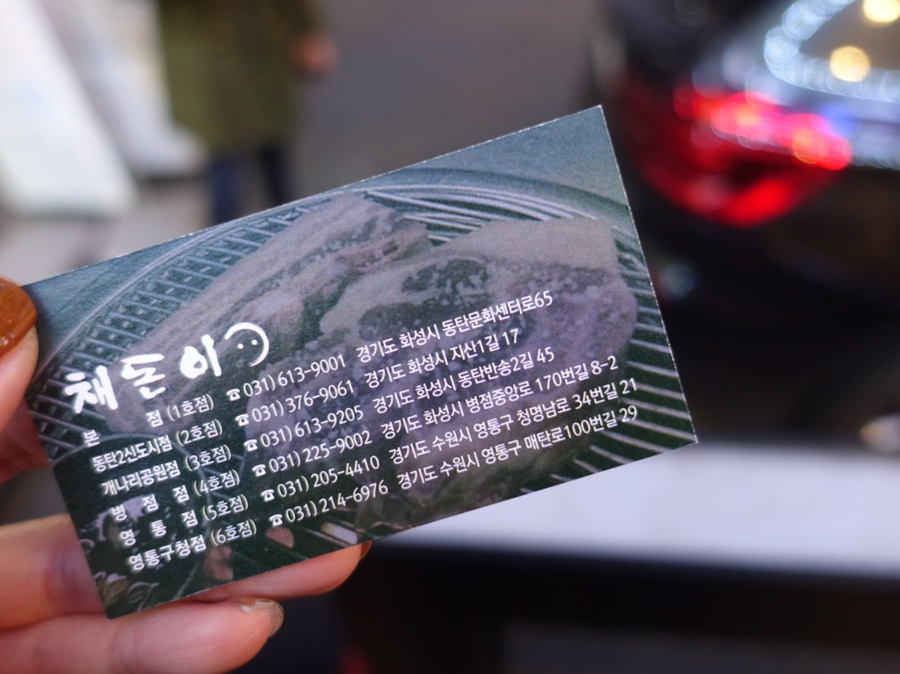 채돈이
본 점 (1호점) ☎031) 613-9001 경기도 화성시 동탄문화센터로65
동탄2신도시점 (2호점) ☎031) 376-9061 경기도 화성시 지산1길 17
개나리공원점 (3호점) ☎031) 613-9205 경기도 화성시 동탄반송2길 45
병 점 점 (4호점) ☎031) 225-9002 경기도 화성시 병점중앙로 170번길 8-2
영 통 점 (5호점) ☎031) 205-4410 경기도 수원시 영통구 청명남로 34번길 21
영통구청점 (6호점) ☎031) 214-6976 경기도 수원시 영통구 매탄로100번길 29